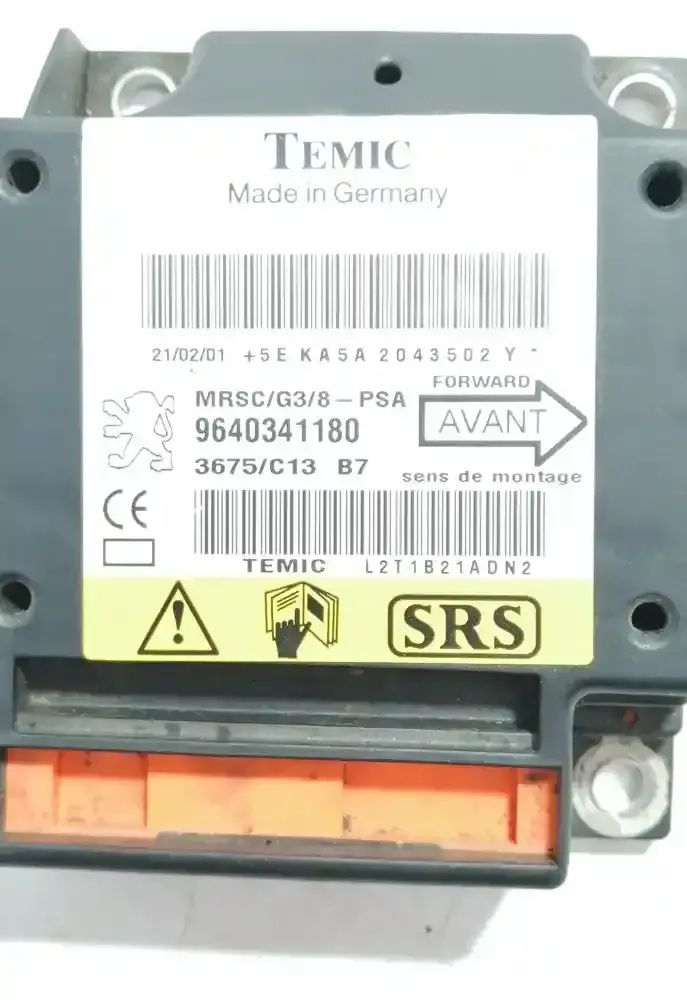 TEMIC
Made in Germany
21/02/01 +5E KA5A 2043502 Y *
MRSC/G3/8-PSA
9640341180
3675/C13 B7
FORWARD
AVANT
sens de montage
CE
TEMIC L2T1B21ADN2
SRS